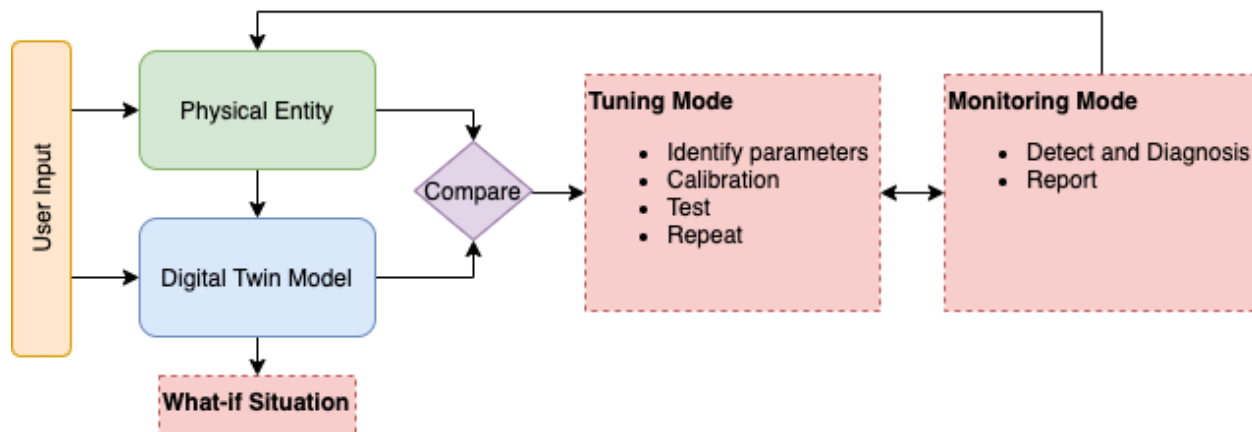 User Input
Physical Entity
Digital Twin Model
What-if Situation
Compare
Tuning Mode
• Identify parameters
• Calibration
• Test
• Repeat
Monitoring Mode
• Detect and Diagnosis
• Report